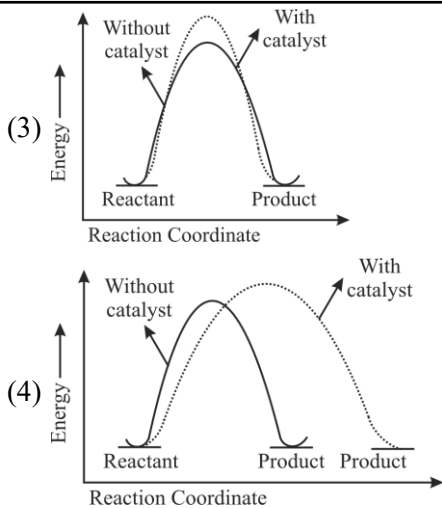 (3)
Energy
Without
catalyst
With
catalyst
Reactant
Product
Reaction Coordinate
(4)
Energy
Without
catalyst
With
catalyst
Reactant
Product
Product
Reaction Coordinate